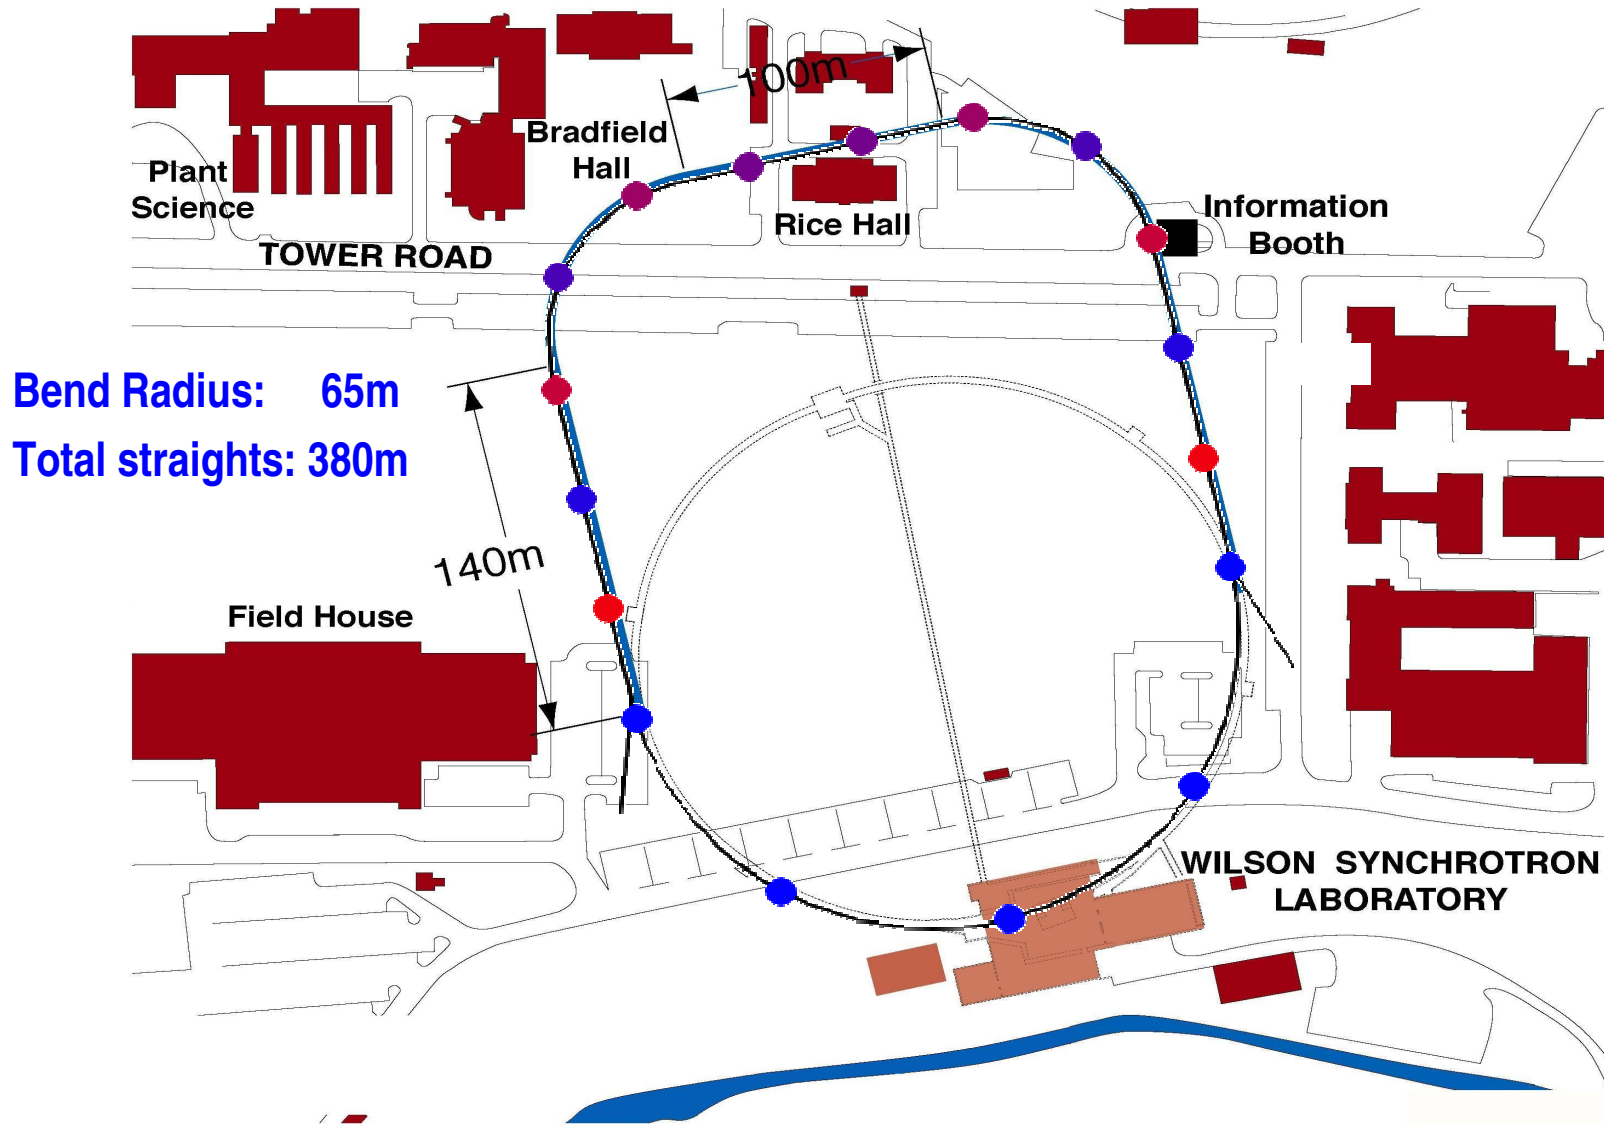 100m
Bradfield
Hall
Plant
Science
Rice Hall
Information
Booth
TOWER ROAD
Bend Radius: 65m
Total straights: 380m
140m
Field House
WILSON SYNCHROTRON
LABORATORY